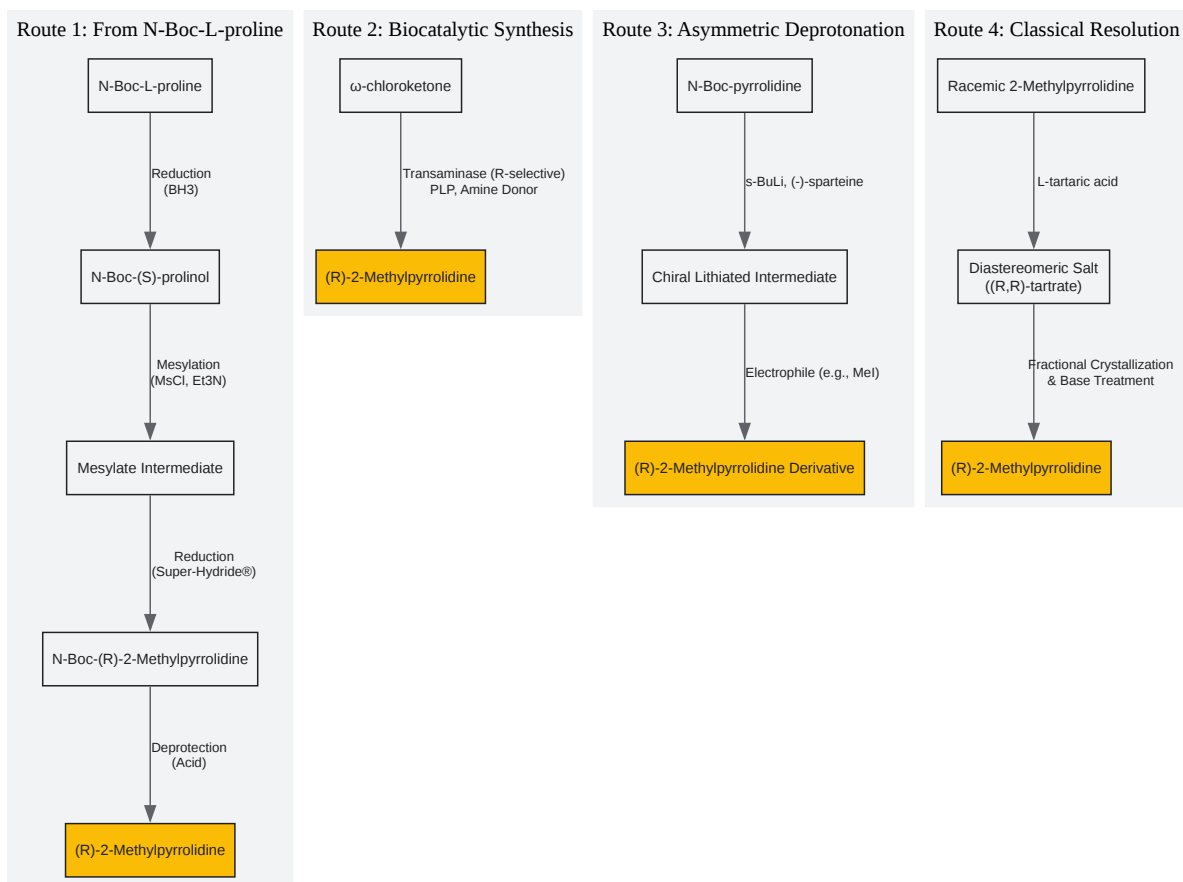 Route 1: From N-Boc-L-proline
N-Boc-L-proline
Reduction
(BH3)
N-Boc-(S)-prolinol
Mesylation
(MsCl, Et3N)
Mesylate Intermediate
Reduction
(Super-Hydride®)
N-Boc-(R)-2-Methylpyrrolidine
Deprotection
(Acid)
(R)-2-Methylpyrrolidine
Route 2: Biocatalytic Synthesis
ω-chloroketone
Transaminase (R-selective)
PLP, Amine Donor
(R)-2-Methylpyrrolidine
Route 3: Asymmetric Deprotonation
N-Boc-pyrrolidine
s-BuLi, (-)-sparteine
Chiral Lithiated Intermediate
Electrophile (e.g., MeI)
(R)-2-Methylpyrrolidine Derivative
Route 4: Classical Resolution
Racemic 2-Methylpyrrolidine
L-tartaric acid
Diastereomeric Salt
((R,R)-tartrate)
Fractional Crystallization
& Base Treatment
(R)-2-Methylpyrrolidine